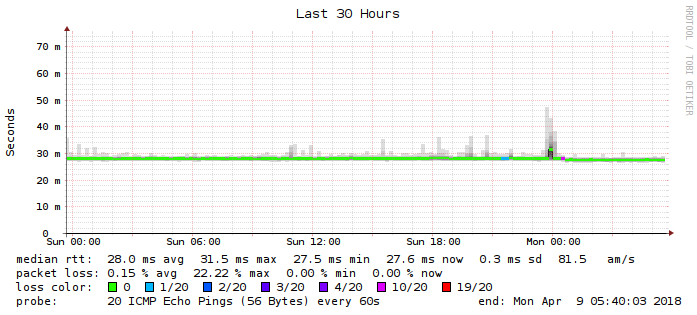 Last 30 Hours
RRDTOOL / TOBI OETIKER
Seconds
70 m
60 m
50 m
40 m
30 m
20 m
10 m
0
Sun 00:00 Sun 06:00 Sun 12:00 Sun 18:00 Mon 00:00
median rtt: 28.0 ms avg 31.5 ms max 27.5 ms min 27.6 ms now 0.3 ms sd 81.5 am/s
packet loss: 0.15 % avg 22.22 % max 0.00 % min 0.00 % now
loss color: 0 1/20 2/20 3/20 4/20 10/20 19/20
probe: 20 ICMP Echo Pings (56 Bytes) every 60s end: Mon Apr 9 05:40:03 2018